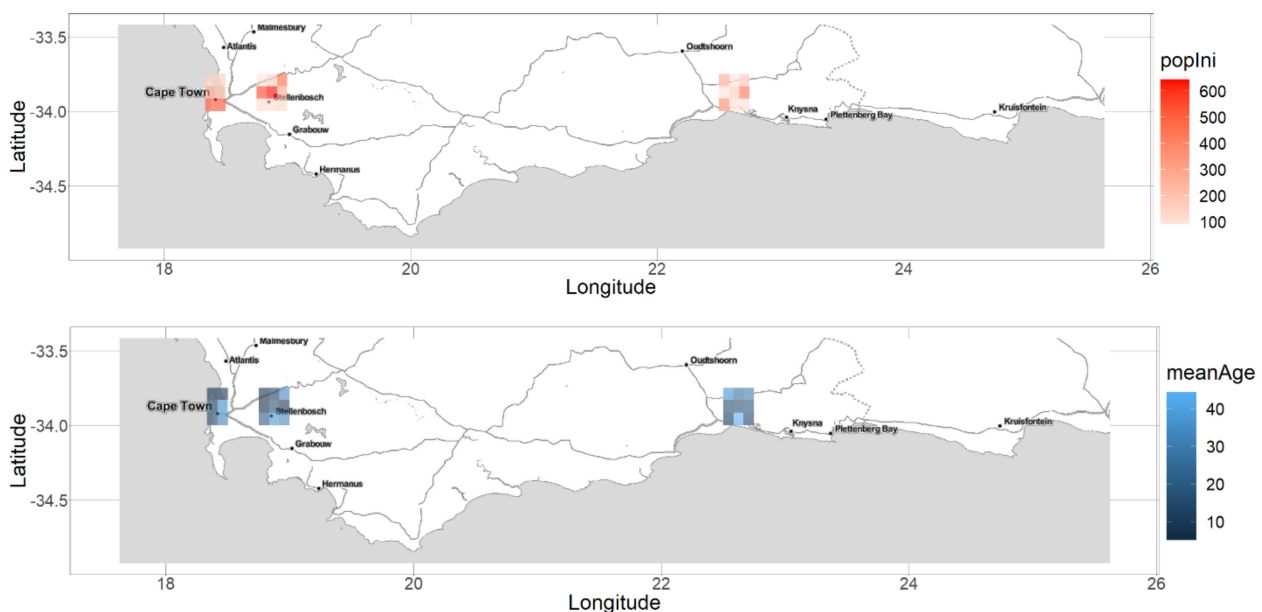 Malmesbury
-33.5
Atlantis
Oudtshoorn
popIni
Cape Town
Stellenbosch
600
Latitude
-34.0
Knysna
Plettenberg Bay
Kruisfontein
500
Grabouw
400
300
Hermanus
-34.5
200
100
18
20
22
24
26
Longitude
Malmesbury
-33.5
Atlantis
Oudtshoorn
meanAge
Cape Town
Stellenbosch
40
Latitude
-34.0
Knysna
Plettenberg Bay
Kruisfontein
30
Grabouw
20
Hermanus
-34.5
10
18
20
22
24
26
Longitude